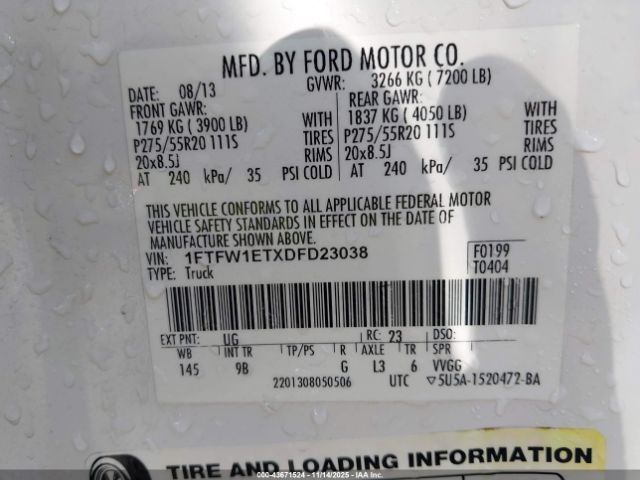 MFD. BY FORD MOTOR CO.
DATE: 08/13 GVWR: 3266 KG ( 7200 LB)
FRONT GAWR: REAR GAWR:
1769 KG ( 3900 LB) WITH 1837 KG ( 4050 LB) WITH
P275/55R20 111S TIRES P275/55R20 111S TIRES
20x8.5J RIMS 20x8.5J RIMS
AT 240 kPa/ 35 PSI COLD AT 240 kPa/ 35 PSI COLD
THIS VEHICLE CONFORMS TO ALL APPLICABLE FEDERAL MOTOR
VEHICLE SAFETY STANDARDS IN EFFECT ON THE DATE OF
MANUFACTURE SHOWN ABOVE.
VIN: 1FTFW1ETXDFD23038 F0199
TYPE: Truck T0404
EXT PNT: UG RC: 23 DSO:
WB INT TR TP/PS R AXLE TR SPR
145 9B G L3 6 VVGG
2201308050506 UTC ▽5U5A-1520472-BA
TIRE AND LOADING INFORMATION
00-43671524 - 11/14/2025 - IAAI.COM